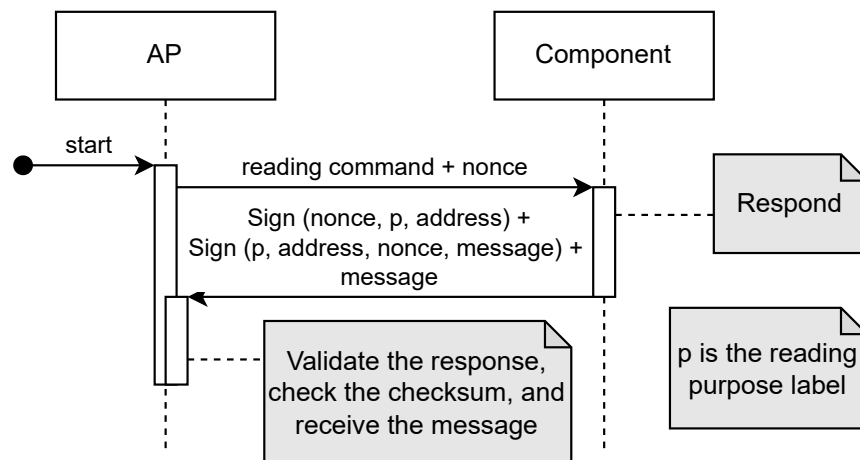 AP
Component
start
reading command + nonce
Respond
Sign (nonce, p, address) +
Sign (p, address, nonce, message) +
message
Validate the response,
check the checksum, and
receive the message
p is the reading
purpose label